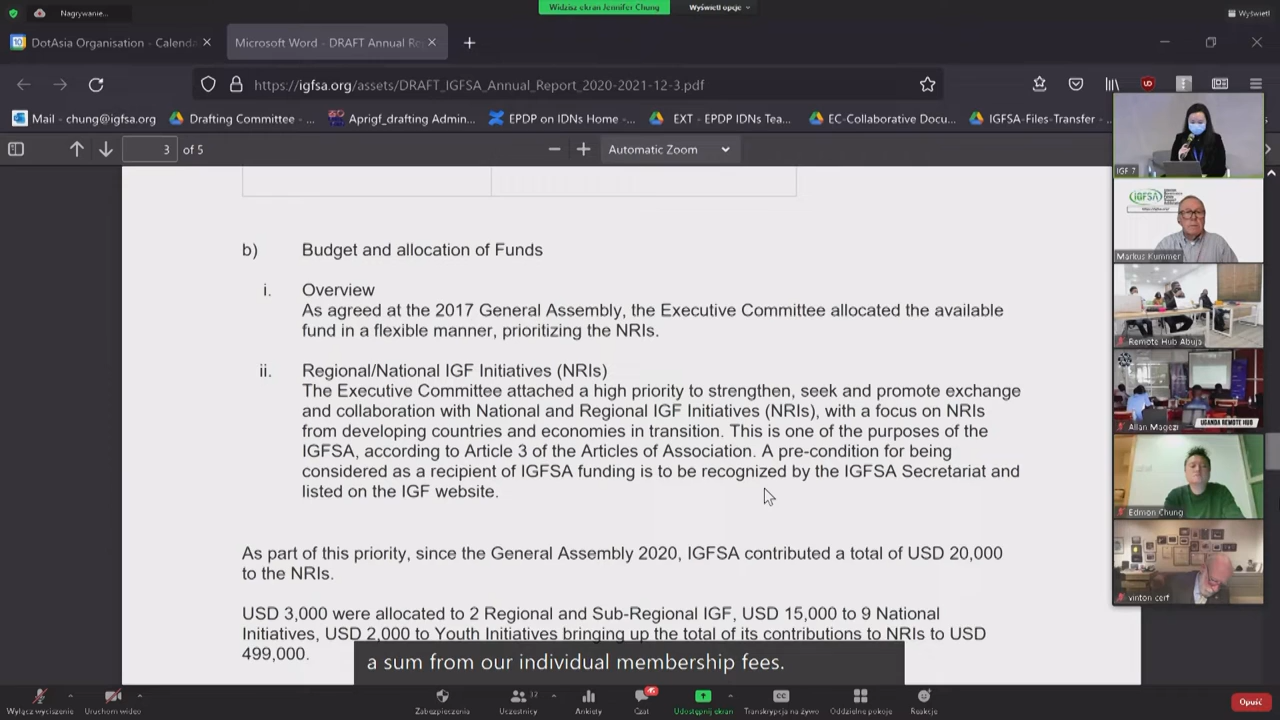 Nagrywanie...
Widzisz ekran Jennifer Chung
Wyświetl opcje
Wyświetl
DotAsia Organisation - Calenda
Microsoft Word - DRAFT Annual Re
https://igfsa.org/assets/DRAFT_IGFSA_Annual_Report_2020-2021-12-3.pdf
Mail - chung@igfsa.org
Drafting Committee - ...
Aprigf_drafting Admin...
EPDP on IDNs Home -...
EXT - EPDP IDNs Tea...
EC-Collaborative Docu...
IGFSA-Files-Transfer - ...
3 of 5
Automatic Zoom
b) Budget and allocation of Funds
i. Overview
As agreed at the 2017 General Assembly, the Executive Committee allocated the available
fund in a flexible manner, prioritizing the NRIs.
ii. Regional/National IGF Initiatives (NRIs)
The Executive Committee attached a high priority to strengthen, seek and promote exchange
and collaboration with National and Regional IGF Initiatives (NRIs), with a focus on NRIs
from developing countries and economies in transition. This is one of the purposes of the
IGFSA, according to Article 3 of the Articles of Association. A pre-condition for being
considered as a recipient of IGFSA funding is to be recognized by the IGFSA Secretariat and
listed on the IGF website.
As part of this priority, since the General Assembly 2020, IGFSA contributed a total of USD 20,000
to the NRIs.
USD 3,000 were allocated to 2 Regional and Sub-Regional IGF, USD 15,000 to 9 National
Initiatives, USD 2,000 to Youth Initiatives bringing up the total of its contributions to NRIs to USD
499,000.
a sum from our individual membership fees.
IGF 7
IGFSA
Markus Kummer
Remote Hub Abuja
UGANDA REMOTE HUB
Allan Magezi
Edmon Chung
vinton cerf
Wyłącz wyciszenie
Uruchom wideo
Zabezpieczenia
Uczestnicy
Ankiety
Czat
Udostępnij ekran
Transkrypcja na żywo
Oddzielne pokoje
Reakcje
Opuść